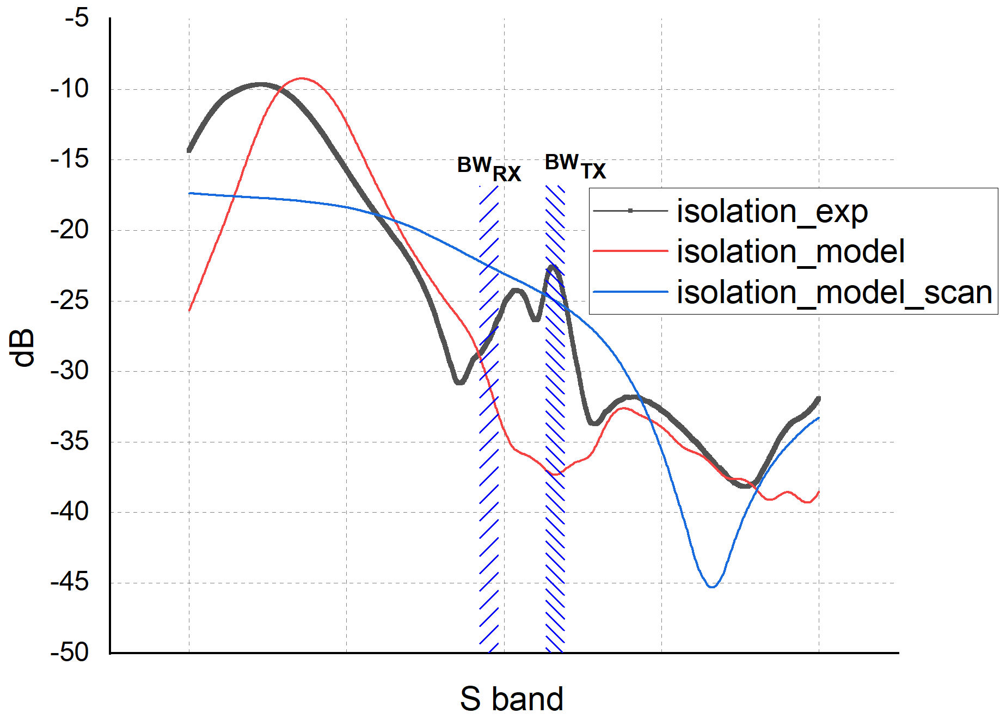 -5
-10
-15
-20
-25
-30
-35
-40
-45
-50
dB
BWRX
BWTX
isolation_exp
isolation_model
isolation_model_scan
S band